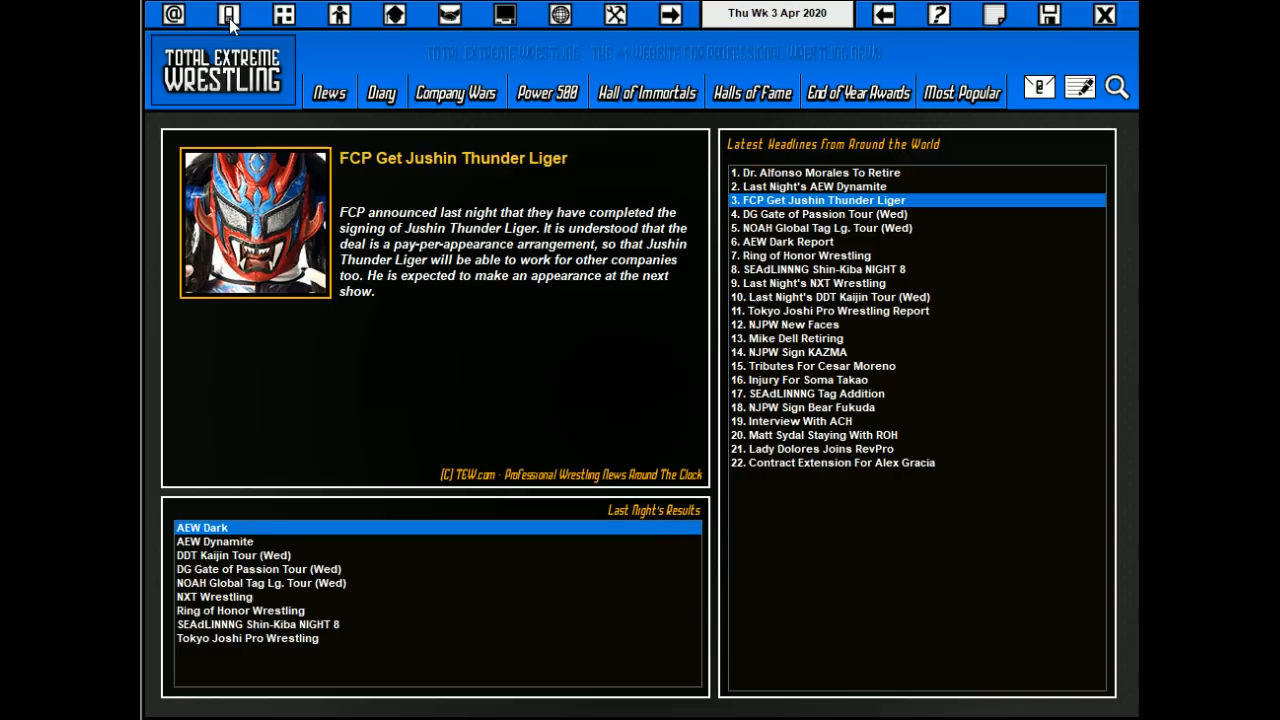 Thu Wk 3 Apr 2020
TOTAL EXTREME WRESTLING - THE #1 WEBSITE FOR PROFESSIONAL WRESTLING NEWS
TOTAL EXTREME
WRESTLING
News
Diary
Company Wars
Power 500
Hall of Immortals
Halls of Fame
End of Year Awards
Most Popular
FCP Get Jushin Thunder Liger
FCP announced last night that they have completed the
signing of Jushin Thunder Liger. It is understood that the
deal is a pay-per-appearance arrangement, so that Jushin
Thunder Liger will be able to work for other companies
too. He is expected to make an appearance at the next
show.
(C) TEW.com - Professional Wrestling News Around The Clock
Last Night's Results
AEW Dark
AEW Dynamite
DDT Kaijin Tour (Wed)
DG Gate of Passion Tour (Wed)
NOAH Global Tag Lg. Tour (Wed)
NXT Wrestling
Ring of Honor Wrestling
SEAdLINNNG Shin-Kiba NIGHT 8
Tokyo Joshi Pro Wrestling
Latest Headlines From Around the World
1. Dr. Alfonso Morales To Retire
2. Last Night's AEW Dynamite
3. FCP Get Jushin Thunder Liger
4. DG Gate of Passion Tour (Wed)
5. NOAH Global Tag Lg. Tour (Wed)
6. AEW Dark Report
7. Ring of Honor Wrestling
8. SEAdLINNNG Shin-Kiba NIGHT 8
9. Last Night's NXT Wrestling
10. Last Night's DDT Kaijin Tour (Wed)
11. Tokyo Joshi Pro Wrestling Report
12. NJPW New Faces
13. Mike Dell Retiring
14. NJPW Sign KAZMA
15. Tributes For Cesar Moreno
16. Injury For Soma Takao
17. SEAdLINNNG Tag Addition
18. NJPW Sign Bear Fukuda
19. Interview With ACH
20. Matt Sydal Staying With ROH
21. Lady Dolores Joins RevPro
22. Contract Extension For Alex Gracia